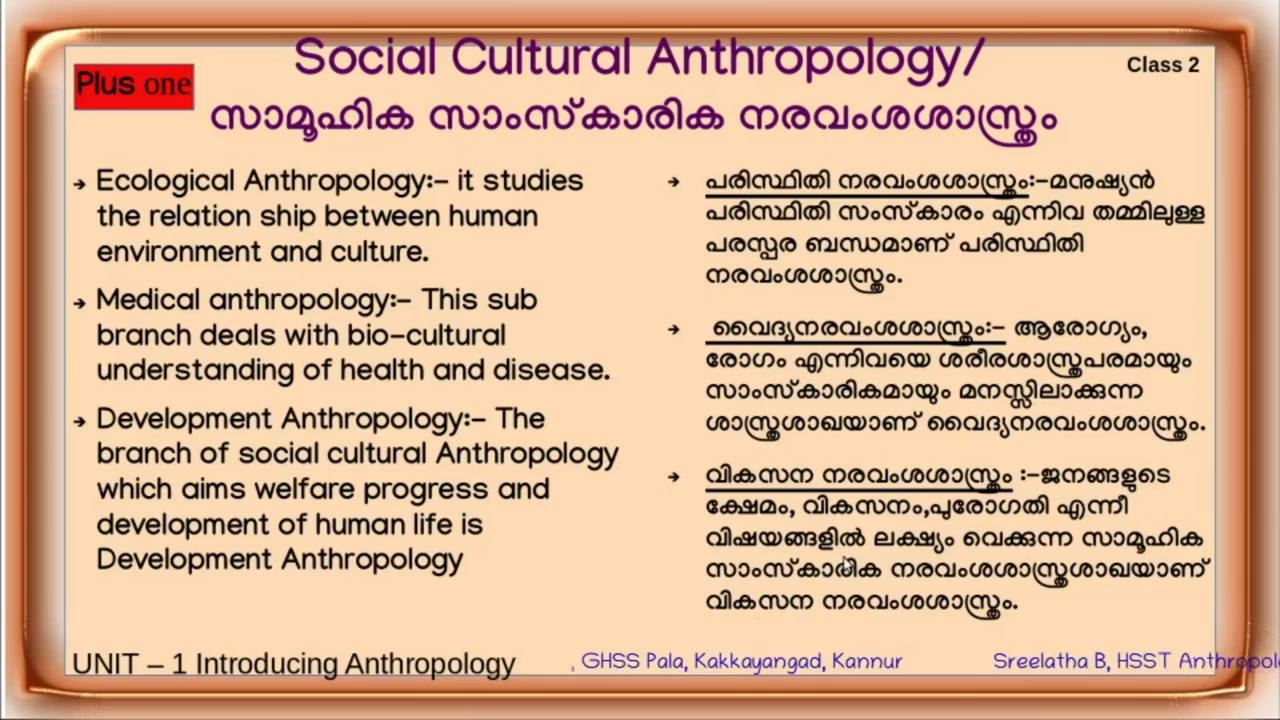 Social Cultural Anthropology/
Plus one
Class 2
സാമൂഹിക സാംസ്കാരിക നരവംശശാസ്ത്രം
→ Ecological Anthropology:– it studies
the relation ship between human
environment and culture.
→ Medical anthropology:– This sub
branch deals with bio–cultural
understanding of health and disease.
→ Development Anthropology:– The
branch of social cultural Anthropology
which aims welfare progress and
development of human life is
Development Anthropology
→ പരിസ്ഥിതി നരവംശശാസ്ത്രം:–മനുഷ്യൻ
പരിസ്ഥിതി സംസ്കാരം എന്നിവ തമ്മിലുള്ള
പരസ്പര ബന്ധമാണ് പരിസ്ഥിതി
നരവംശശാസ്ത്രം.
→ വൈദ്യനരവംശശാസ്ത്രം:– ആരോഗ്യം,
രോഗം എന്നിവയെ ശരീരശാസ്ത്രപരമായും
സാംസ്കാരികമായും മനസ്സിലാക്കുന്ന
ശാസ്ത്രശാഖയാണ് വൈദ്യനരവംശശാസ്ത്രം.
→ വികസന നരവംശശാസ്ത്രം :–ജനങ്ങളുടെ
ക്ഷേമം, വികസനം,പുരോഗതി എന്നീ
വിഷയങ്ങളിൽ ലക്ഷ്യം വെക്കുന്ന സാമൂഹിക
സാംസ്കാരിക നരവംശശാസ്ത്രശാഖയാണ്
വികസന നരവംശശാസ്ത്രം.
UNIT – 1 Introducing Anthropology
, GHSS Pala, Kakkayangad, Kannur
Sreelatha B, HSST Anthropol